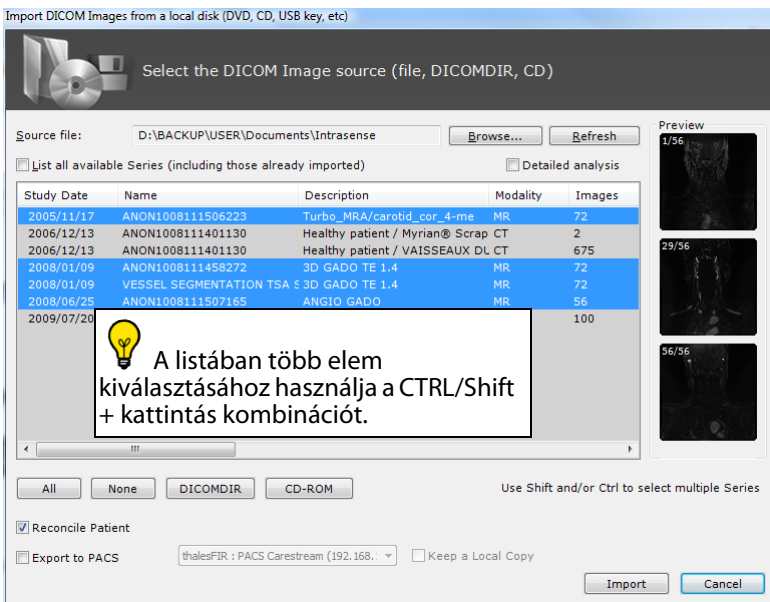 Import DICOM Images from a local disk (DVD, CD, USB key, etc)
Select the DICOM Image source (file, DICOMDIR, CD)
Source file: D:\BACKUP\USER\Documents\Intrasense Browse... Refresh
List all available Series (including those already imported) Detailed analysis
Study Date Name Description Modality Images
2005/11/17 ANON1008111506223 Turbo_MRA/carotid_cor_4-me MR 72
2006/12/13 ANON1008111401130 Healthy patient / Myrian® Scrap CT 2
2006/12/13 ANON1008111401130 Healthy patient / VAISSEAUX DU CT 675
2008/01/09 ANON1008111458272 3D GADO TE 1.4 MR 72
2008/01/09 VESSEL SEGMENTATION TSA S 3D GADO TE 1.4 MR 72
2008/06/25 ANON1008111507165 ANGIO GADO MR 56
2009/07/20 100
A listában több elem
kiválasztásához használja a CTRL/Shift
+ kattintás kombinációt.
Preview
1/56
29/56
56/56
All None DICOMDIR CD-ROM Use Shift and/or Ctrl to select multiple Series
Reconcile Patient
Export to PACS thalesFIR : PACS Carestream (192.168. Keep a Local Copy
Import Cancel